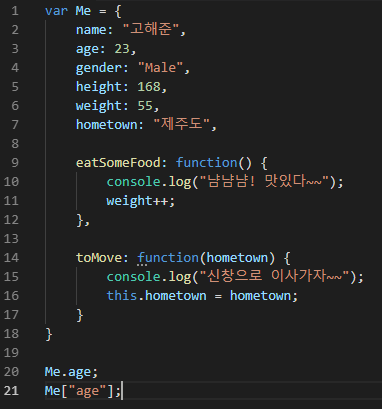 1 var Me = {
2     name: "고해준",
3     age: 23,
4     gender: "Male",
5     height: 168,
6     weight: 55,
7     hometown: "제주도",
8
9     eatSomeFood: function() {
10         console.log("냠냠냠! 맛있다~~");
11         weight++;
12     },
13
14     toMove: function(hometown) {
15         console.log("신창으로 이사가자~~");
16         this.hometown = hometown;
17     }
18 }
19
20 Me.age;
21 Me["age"];